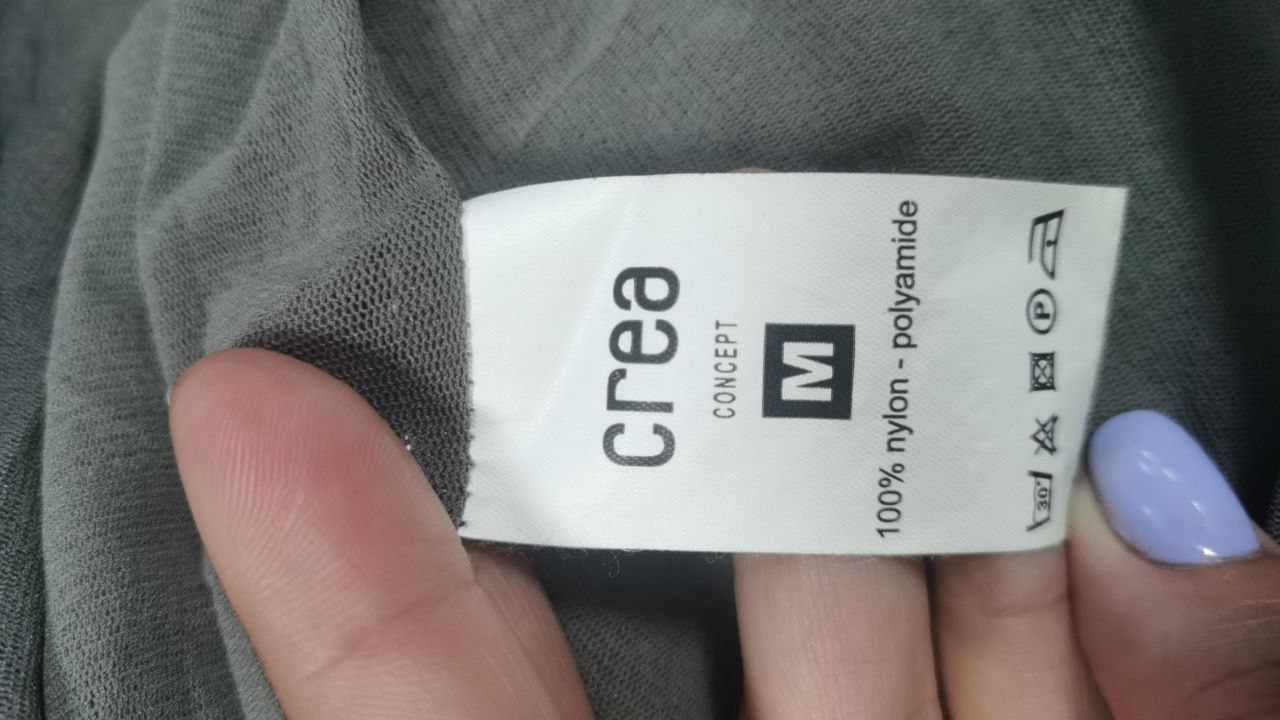 crea
CONCEPT
M
100% nylon - polyamide
30° P